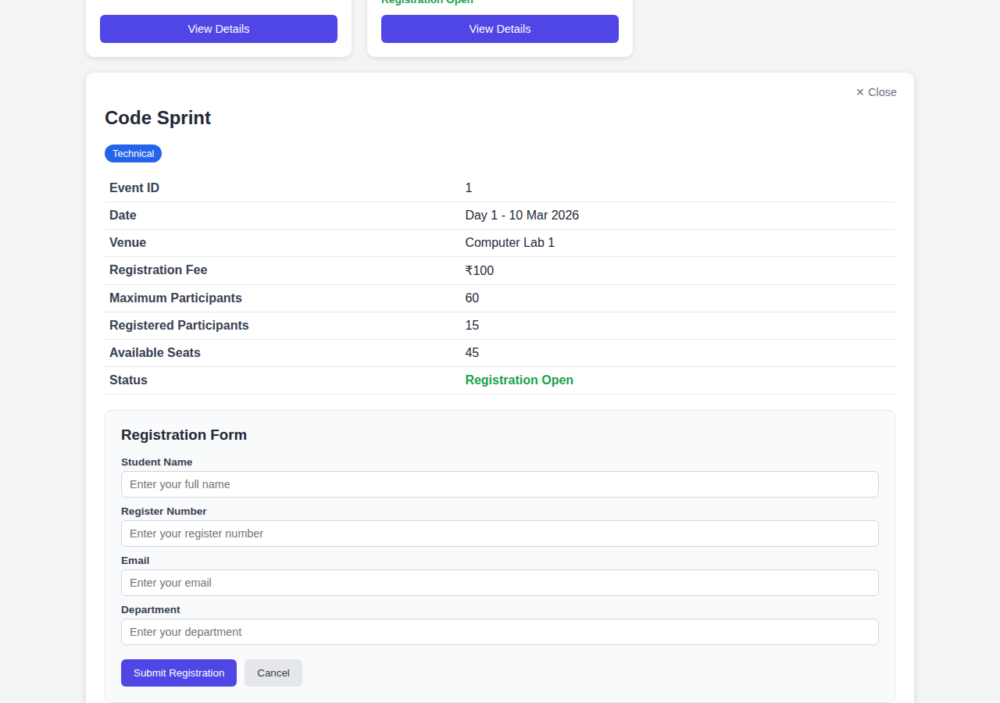 Registration Open
View Details
View Details
✕ Close
Code Sprint
Technical
Event ID 1
Date Day 1 - 10 Mar 2026
Venue Computer Lab 1
Registration Fee ₹100
Maximum Participants 60
Registered Participants 15
Available Seats 45
Status Registration Open
Registration Form
Student Name
Enter your full name
Register Number
Enter your register number
Email
Enter your email
Department
Enter your department
Submit Registration Cancel